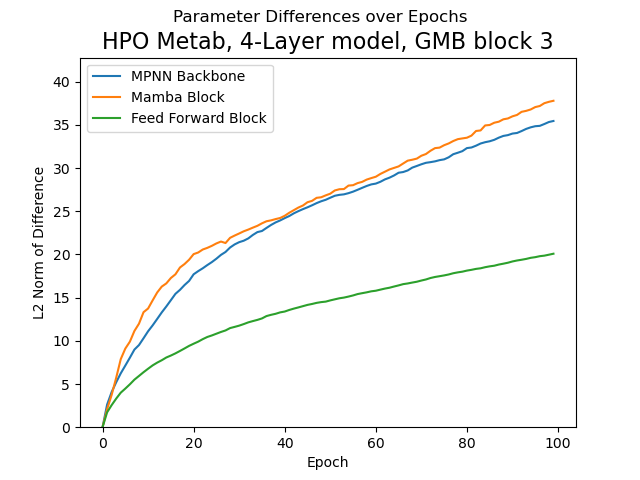 Parameter Differences over Epochs
HPO Metab, 4-Layer model, GMB block 3
MPNN Backbone
Mamba Block
Feed Forward Block
L2 Norm of Difference
40
35
30
25
20
15
10
5
0
0 20 40 60 80 100
Epoch